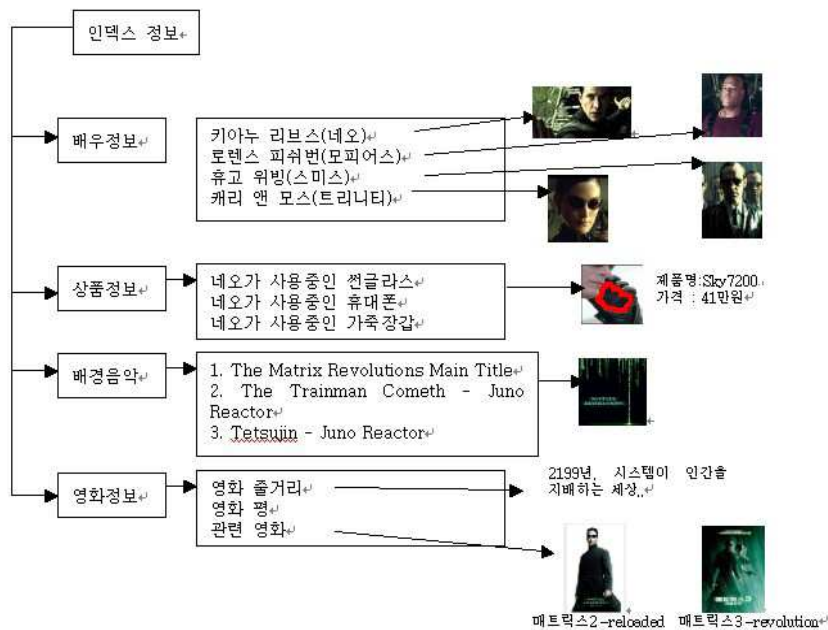 인덱스 정보
배우정보
키아누 리브스(네오)
로렌스 피쉬번(모피어스)
휴고 위빙(스미스)
캐리 앤 모스(트리니티)
상품정보
네오가 사용중인 썬글라스
네오가 사용중인 휴대폰
네오가 사용중인 가죽장갑
제품명:Sky7200
가격 : 41만원
배경음악
1. The Matrix Revolutions Main Title
2. The Trainman Cometh - Juno
Reactor
3. Tetsujin - Juno Reactor
영화정보
영화 줄거리
영화 평
관련 영화
2199년, 시스템이 인간을
지배하는 세상,,
매트릭스2-reloaded
매트릭스3-revolution